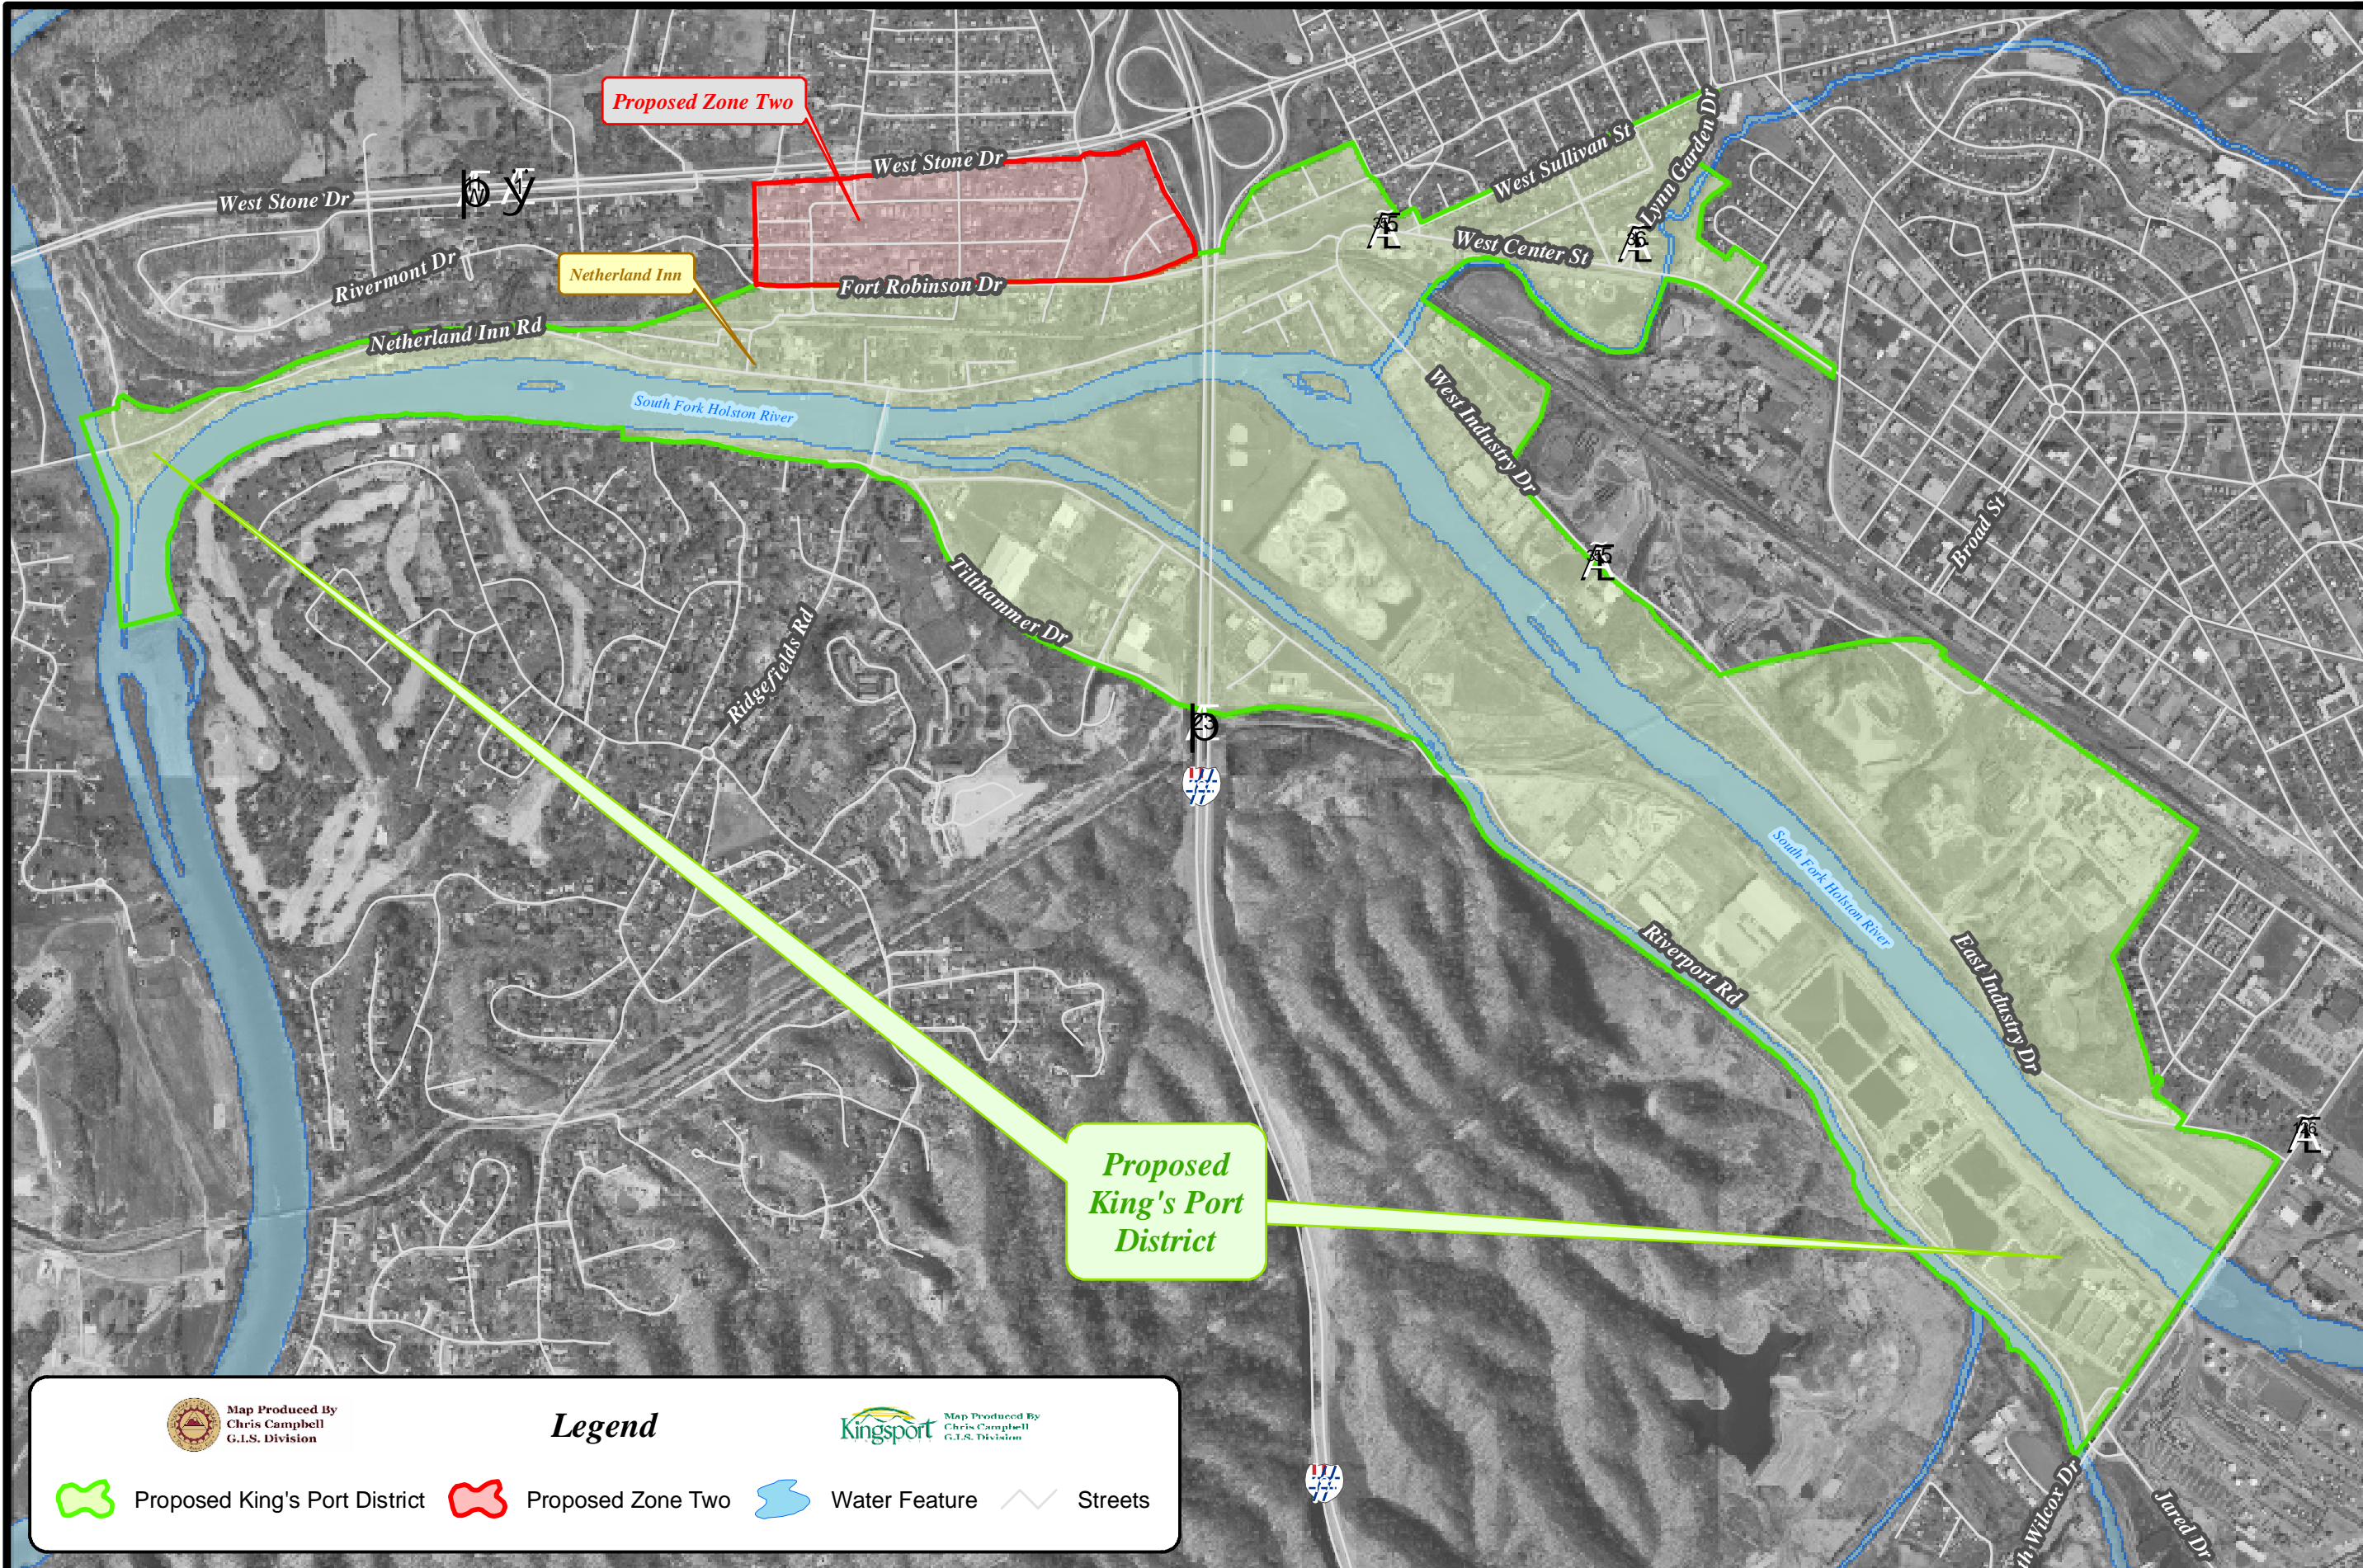 Proposed Zone Two
West Stone Dr
West Stone Dr
West Sullivan St
Lynn Garden Dr
West Center St
Rivermont Dr
Netherland Inn
Fort Robinson Dr
Netherland Inn Rd
South Fork Holston River
West Industry Dr
Broad St
Tilthammer Dr
Ridgefields Rd
23
South Fork Holston River
Riverport Rd
East Industry Dr
Proposed
King's Port
District
Map Produced By
Chris Campbell
G.I.S. Division
Legend
Kingsport
Map Produced By
Chris Campbell
G.I.S. Division
Proposed King's Port District
Proposed Zone Two
Water Feature
Streets
th Wilcox Dr
Jared Dr